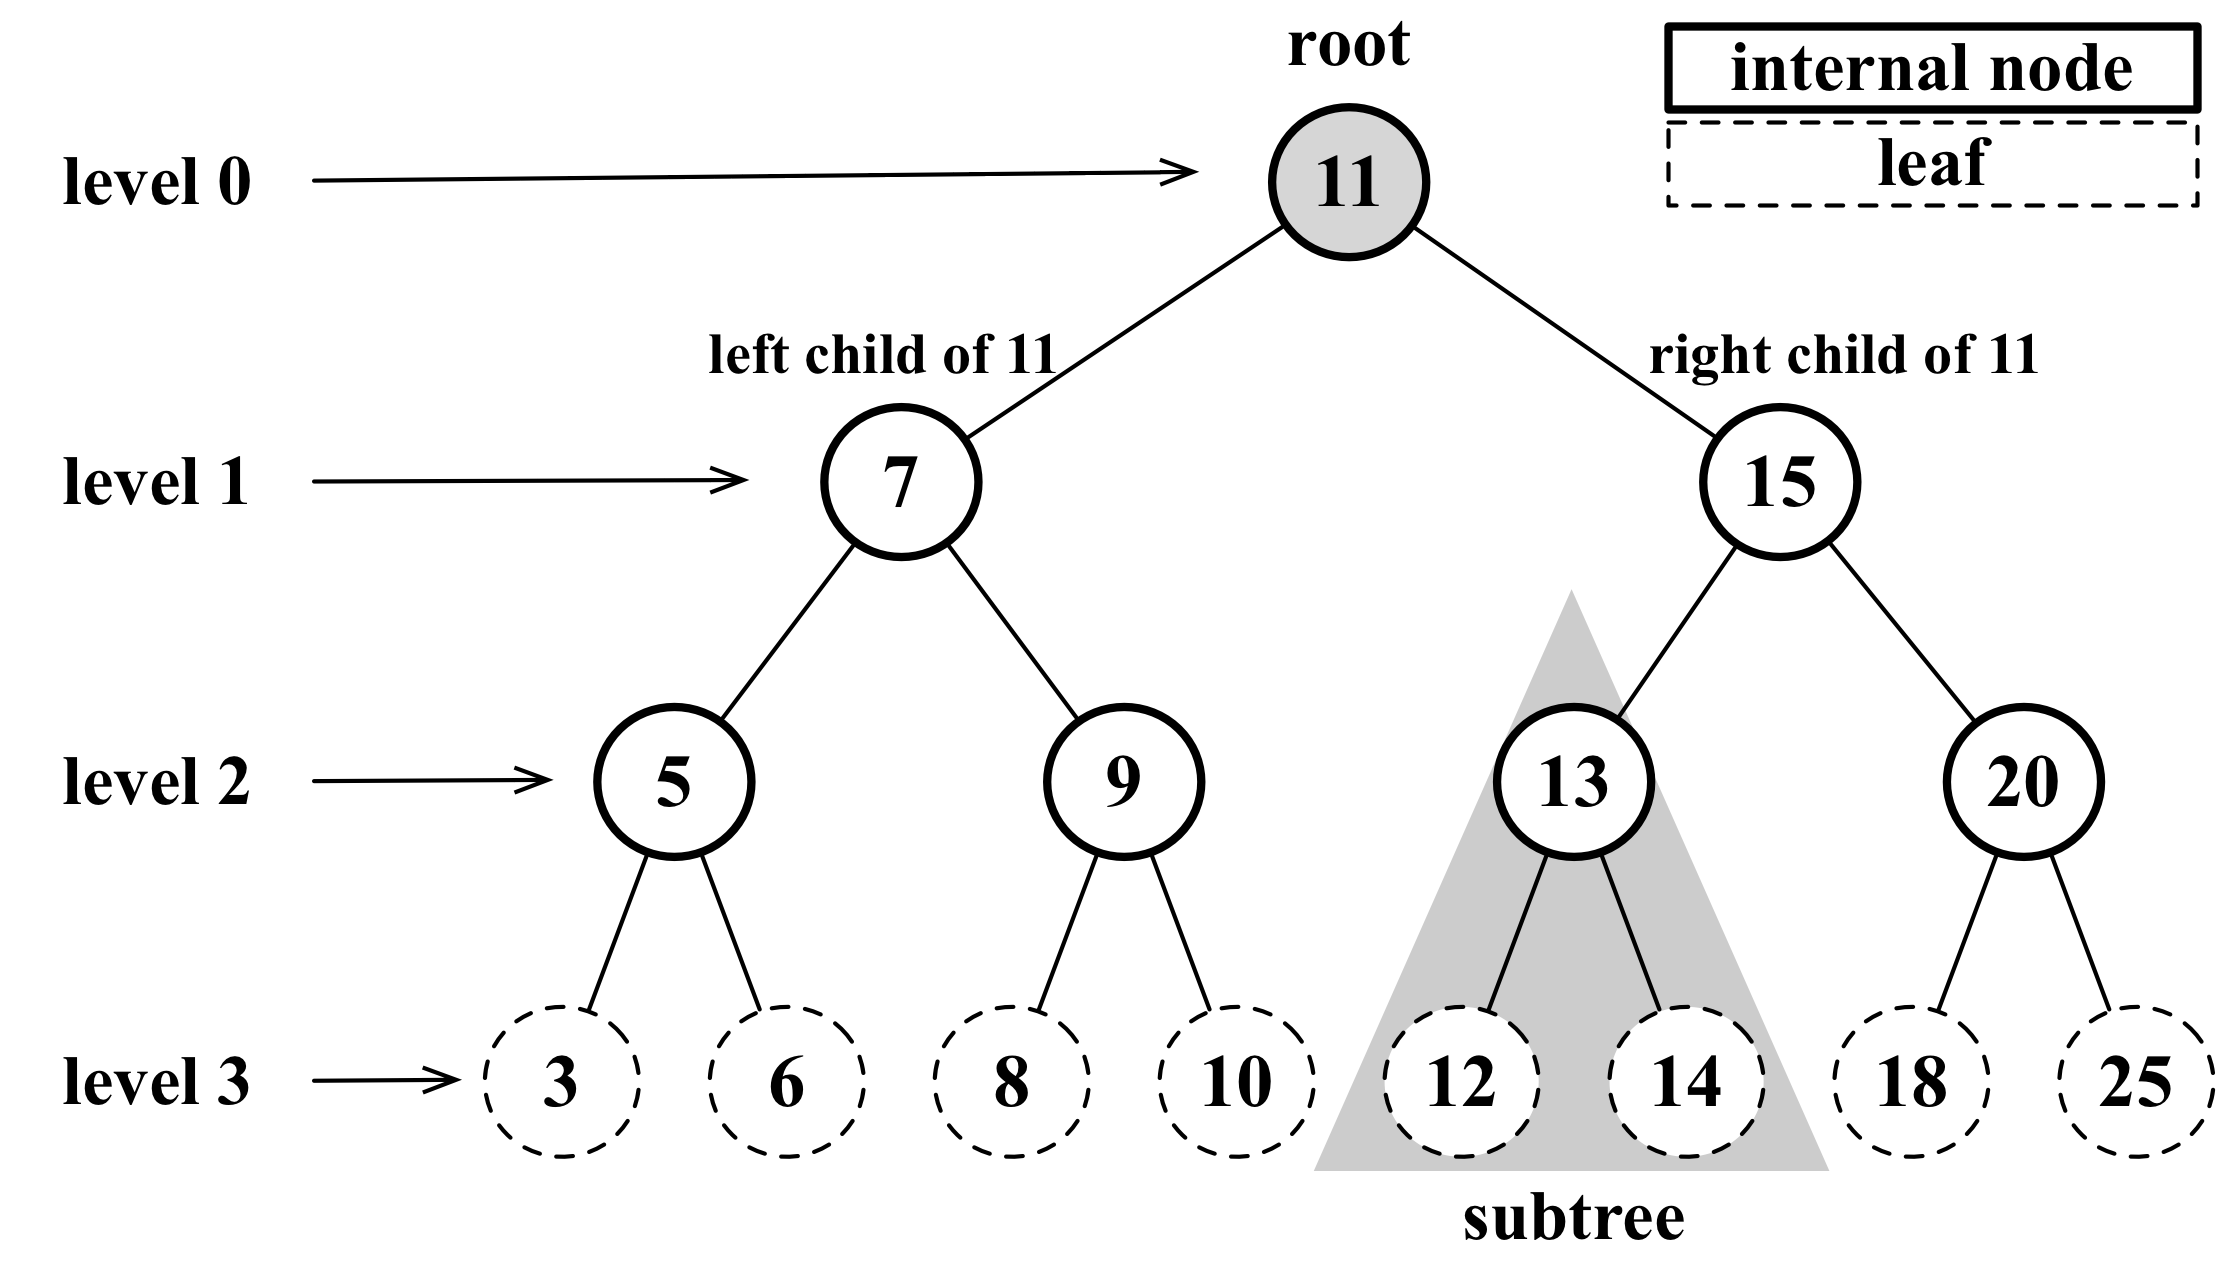 root
internal node
leaf
level 0
11
left child of 11
right child of 11
level 1
7
15
level 2
5
9
13
20
level 3
3
6
8
10
12
14
18
25
subtree